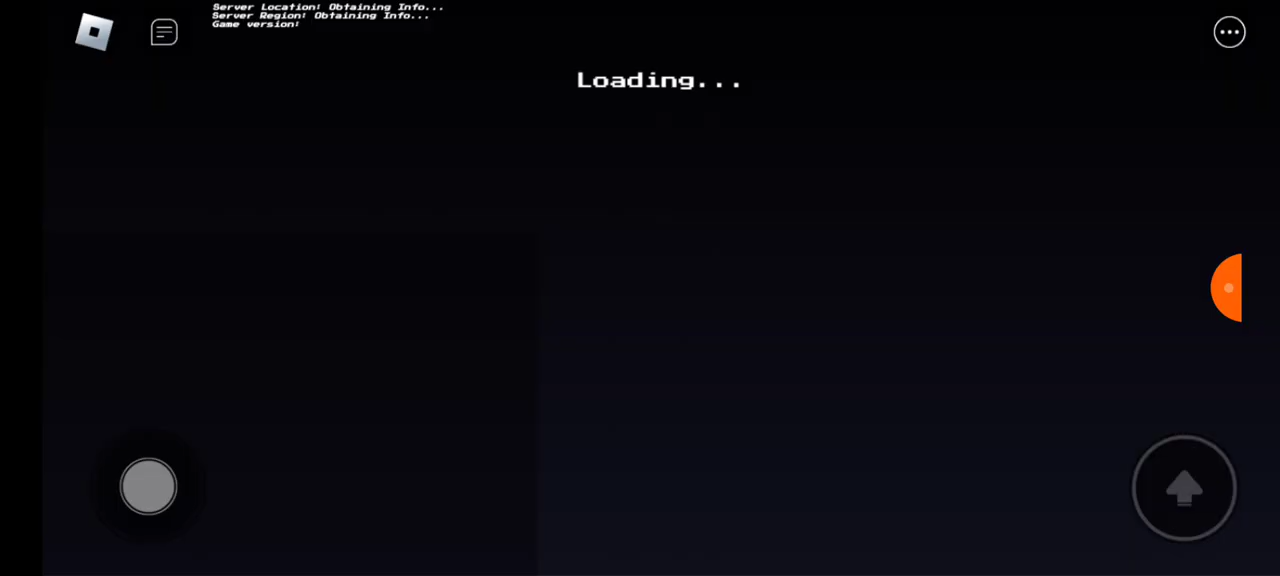 Server Location: Obtaining Info...
Server Region: Obtaining Info...
Game version:
Loading...